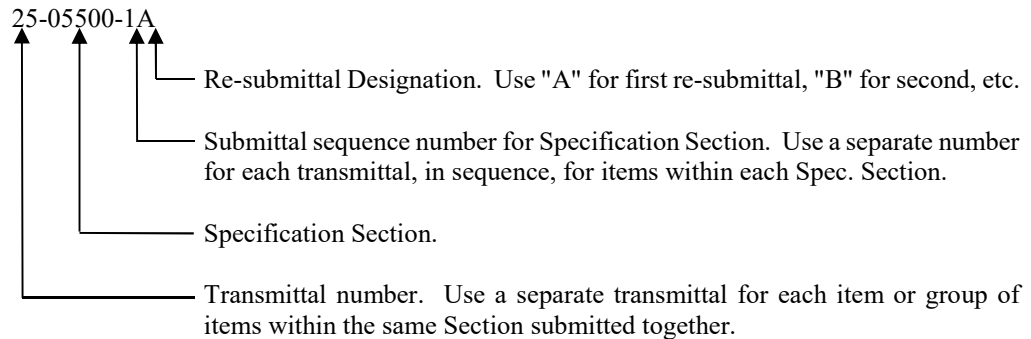 25-05500-1A
Re-submittal Designation.  Use "A" for first re-submittal, "B" for second, etc.
Submittal sequence number for Specification Section.  Use a separate number
for each transmittal, in sequence, for items within each Spec. Section.
Specification Section.
Transmittal number.  Use a separate transmittal for each item or group of
items within the same Section submitted together.